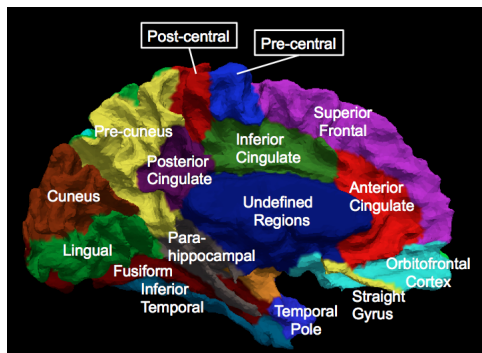 Post-central
Pre-central
Superior
Frontal
Pre-cuneus
Inferior
Cingulate
Posterior
Cingulate
Cuneus
Undefined
Regions
Anterior
Cingulate
Lingual
Para-
hippocampal
Fusiform
Inferior
Temporal
Orbitofrontal
Cortex
Straight
Gyrus
Temporal
Pole